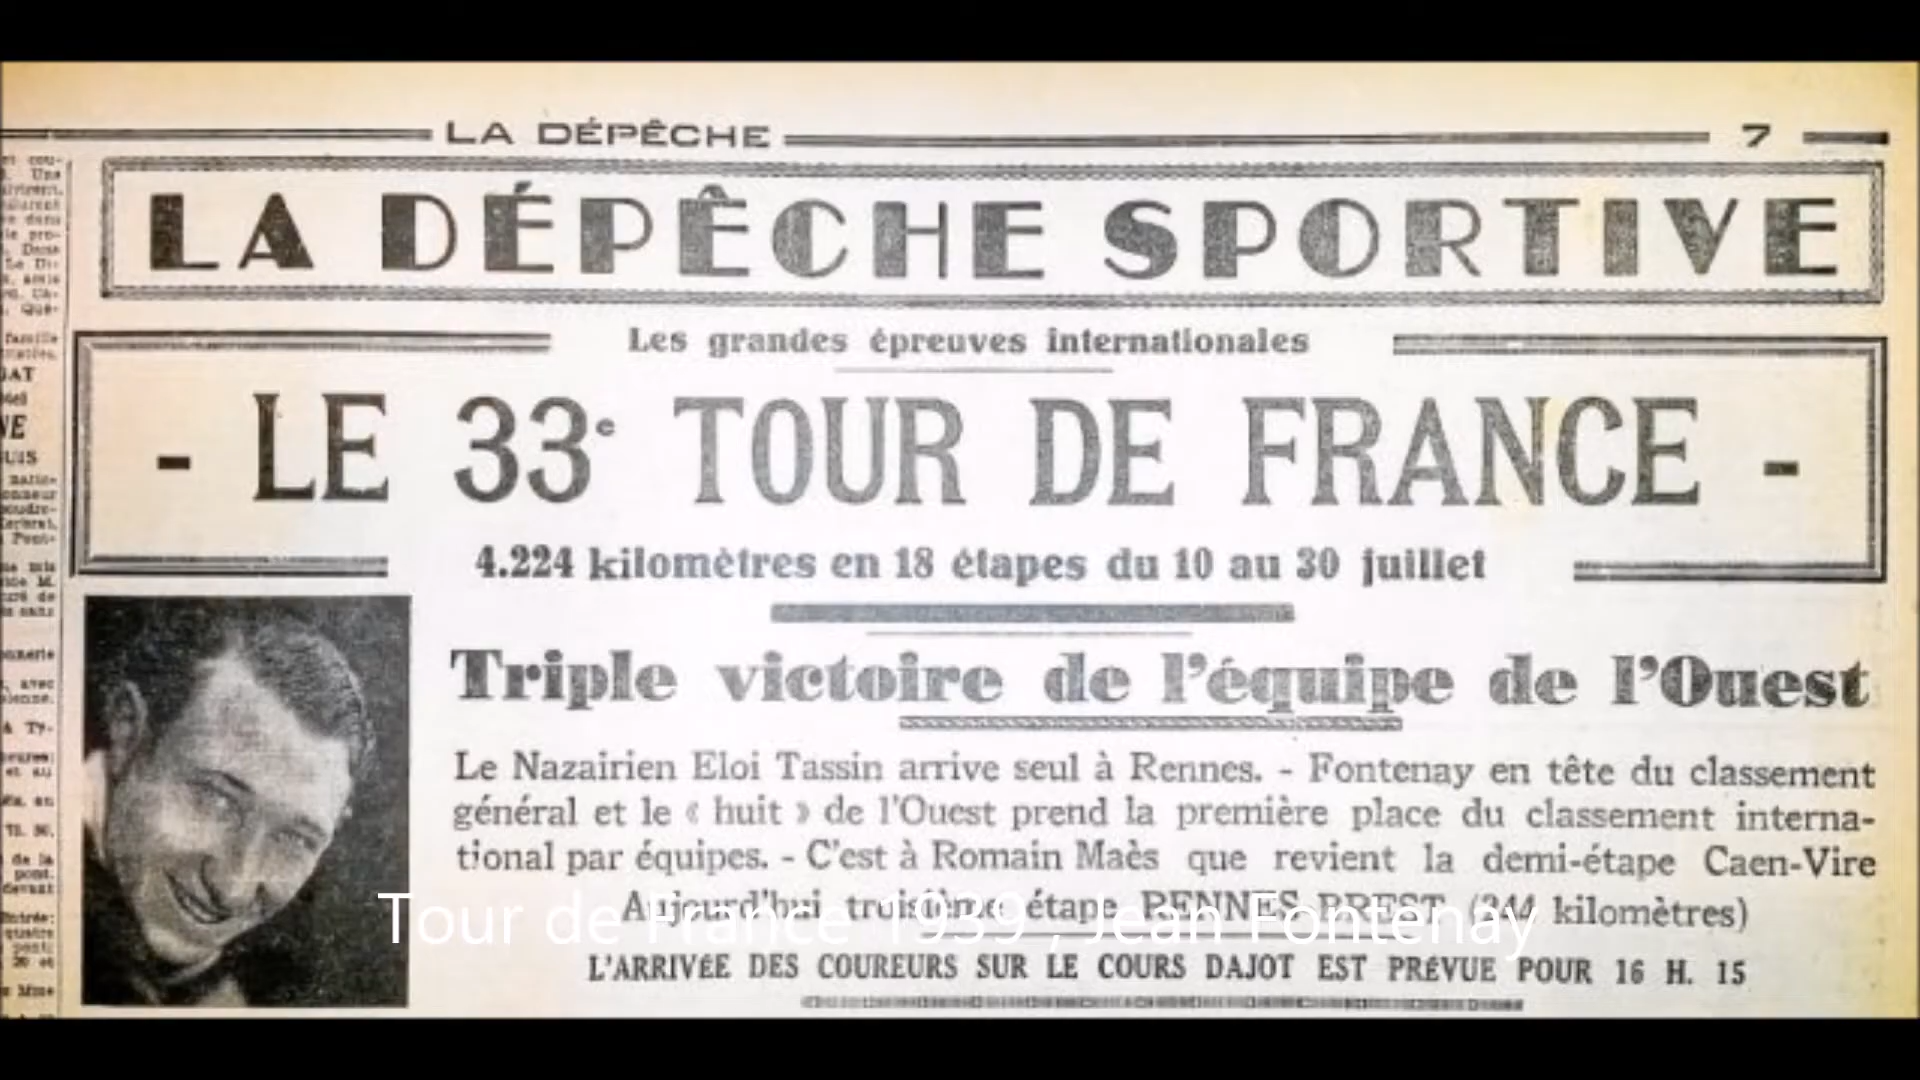 LA DÉPÊCHE
7
LA DÉPÊCHE SPORTIVE
Les grandes épreuves internationales
- LE 33e TOUR DE FRANCE -
4.224 kilomètres en 18 étapes du 10 au 30 juillet
Triple victoire de l'équipe de l'Ouest
Le Nazairien Eloi Tassin arrive seul à Rennes. - Fontenay en tête du classement
général et le « huit » de l'Ouest prend la première place du classement interna-
tional par équipes. - C'est à Romain Maès que revient la demi-étape Caen-Vire
Aujourd'hui troisième étape RENNES-BREST (244 kilomètres)
Tour de France 1939, Jean Fontenay
L'ARRIVÉE DES COUREURS SUR LE COURS DAJOT EST PRÉVUE POUR 16 H. 15